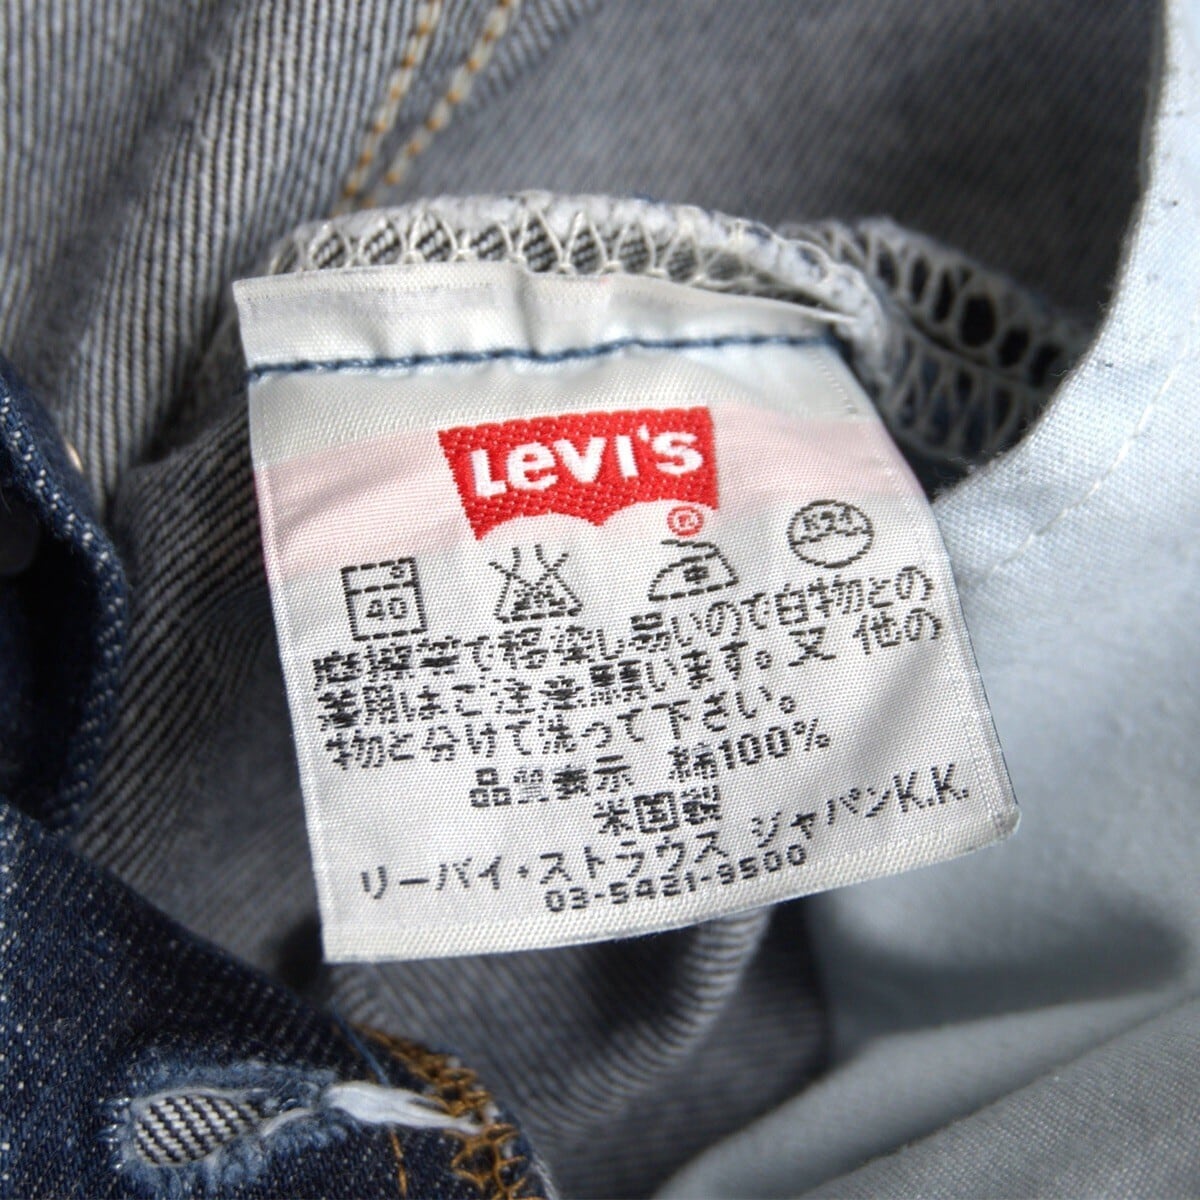 Levi's
®
40
摩擦等で移染し易いので白物との
着用はご注意願います。又 他の
物と分けて洗って下さい。
品質表示 綿100%
米国製
リーバイ・ストラウス ジャパンK.K.
03-5421-9500